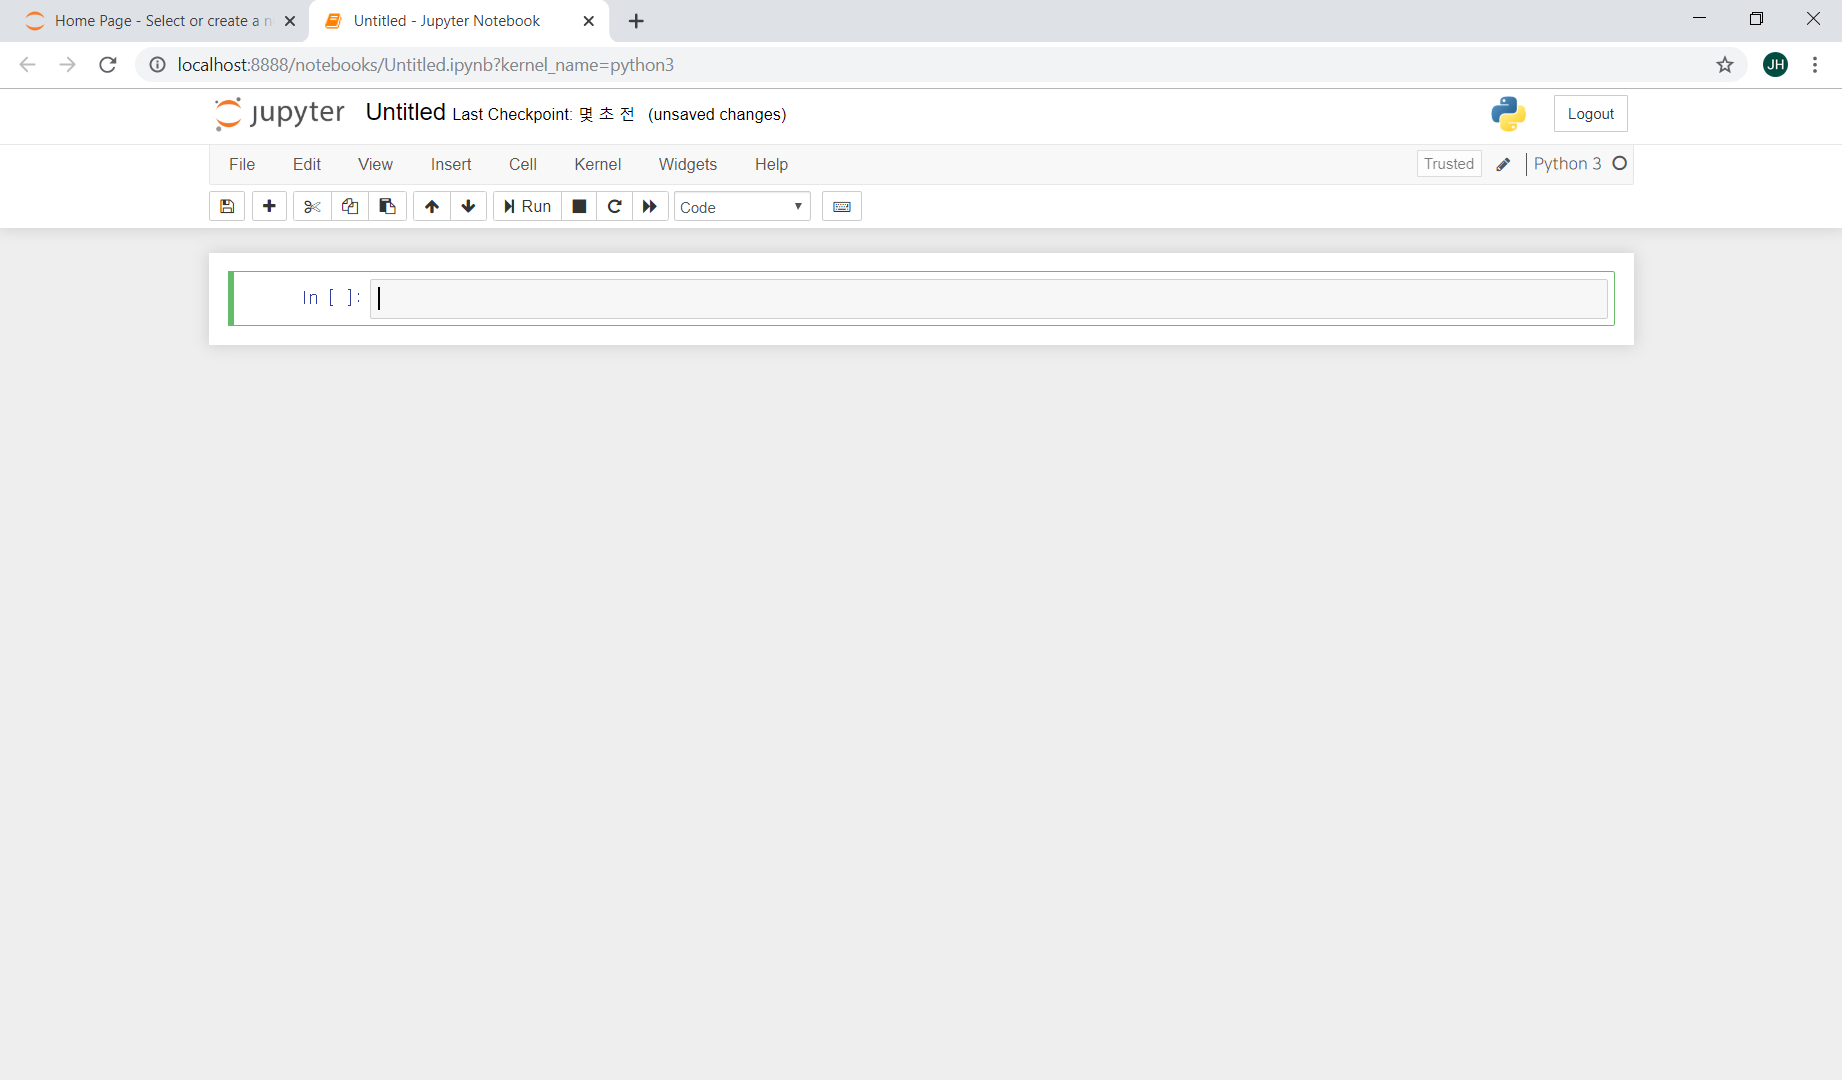 Home Page - Select or create a n
Untitled - Jupyter Notebook
localhost:8888/notebooks/Untitled.ipynb?kernel_name=python3
JH
jupyter Untitled Last Checkpoint: 몇 초 전 (unsaved changes)
Logout
File Edit View Insert Cell Kernel Widgets Help
Trusted
Python 3
Run
Code
In [ ]: